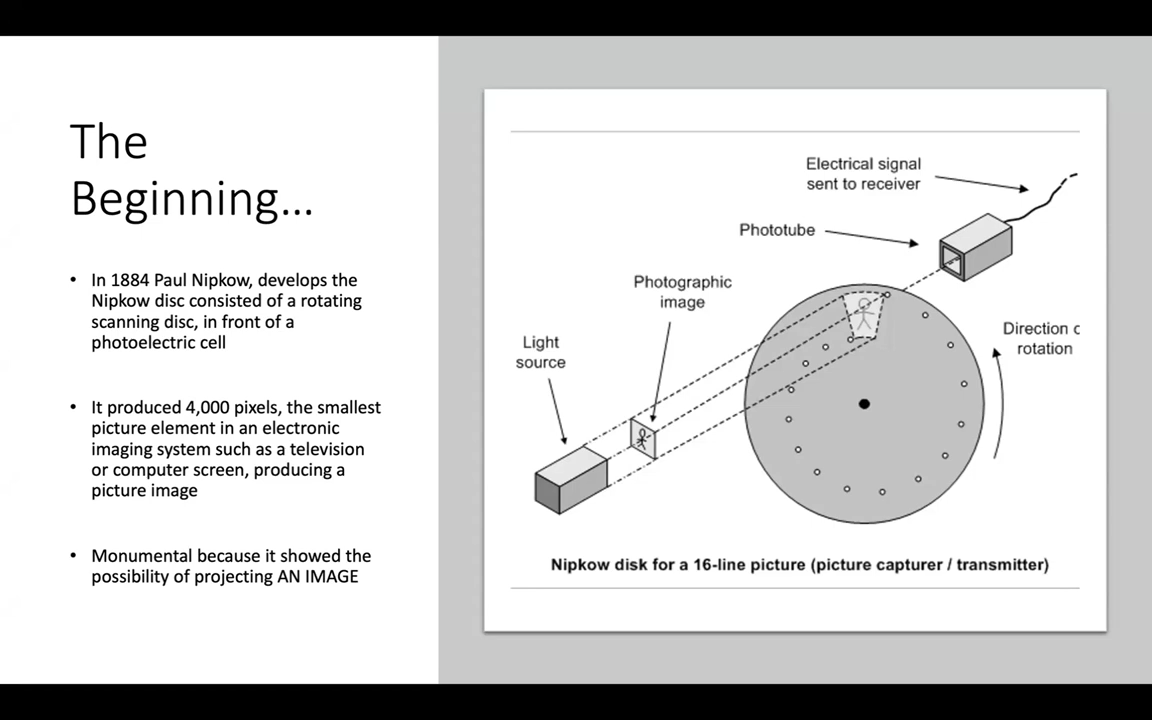 The
Beginning...
• In 1884 Paul Nipkow, develops the
Nipkow disc consisted of a rotating
scanning disc, in front of a
photoelectric cell
• It produced 4,000 pixels, the smallest
picture element in an electronic
imaging system such as a television
or computer screen, producing a
picture image
• Monumental because it showed the
possibility of projecting AN IMAGE
Electrical signal
sent to receiver
Phototube
Photographic
image
Light
source
Direction
rotation
Nipkow disk for a 16-line picture (picture capturer / transmitter)